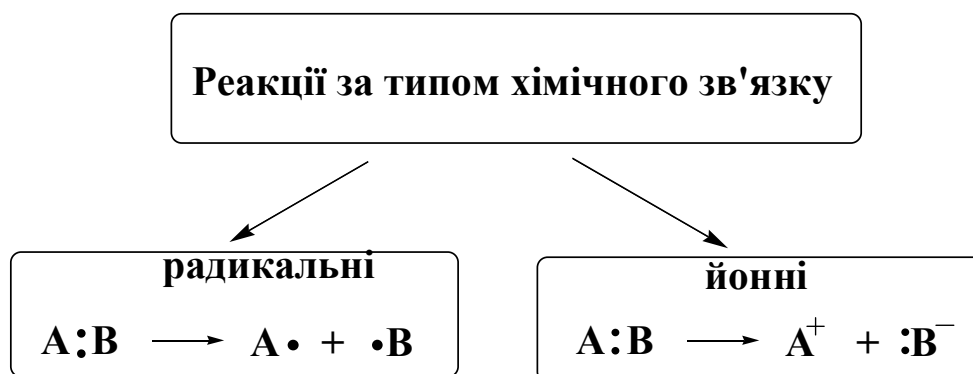 Реакції за типом хімічного зв'язку
радикальні
йонні
A:B → A• + •B
A:B → A⁺ + :B⁻